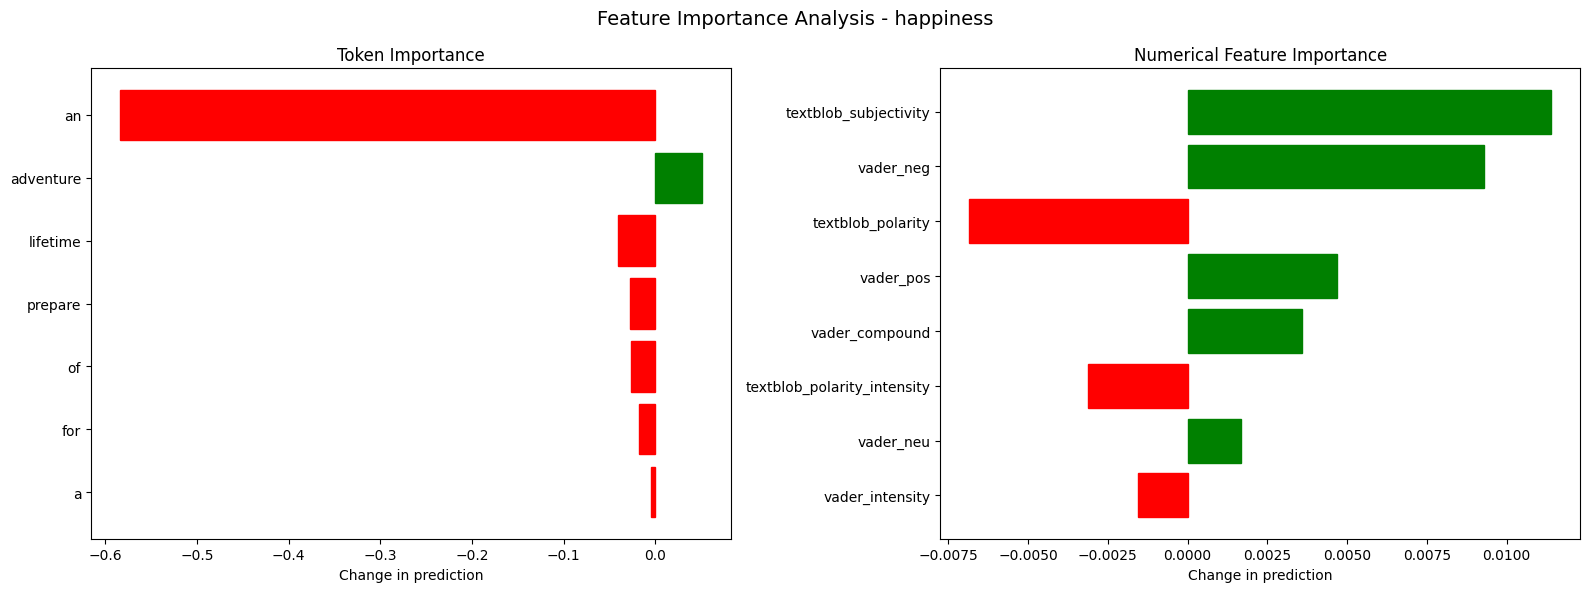 Feature Importance Analysis - happiness
Token Importance
an
adventure
lifetime
prepare
of
for
a
−0.6 −0.5 −0.4 −0.3 −0.2 −0.1 0.0
Change in prediction
Numerical Feature Importance
textblob_subjectivity
vader_neg
textblob_polarity
vader_pos
vader_compound
textblob_polarity_intensity
vader_neu
vader_intensity
−0.0075 −0.0050 −0.0025 0.0000 0.0025 0.0050 0.0075 0.0100
Change in prediction